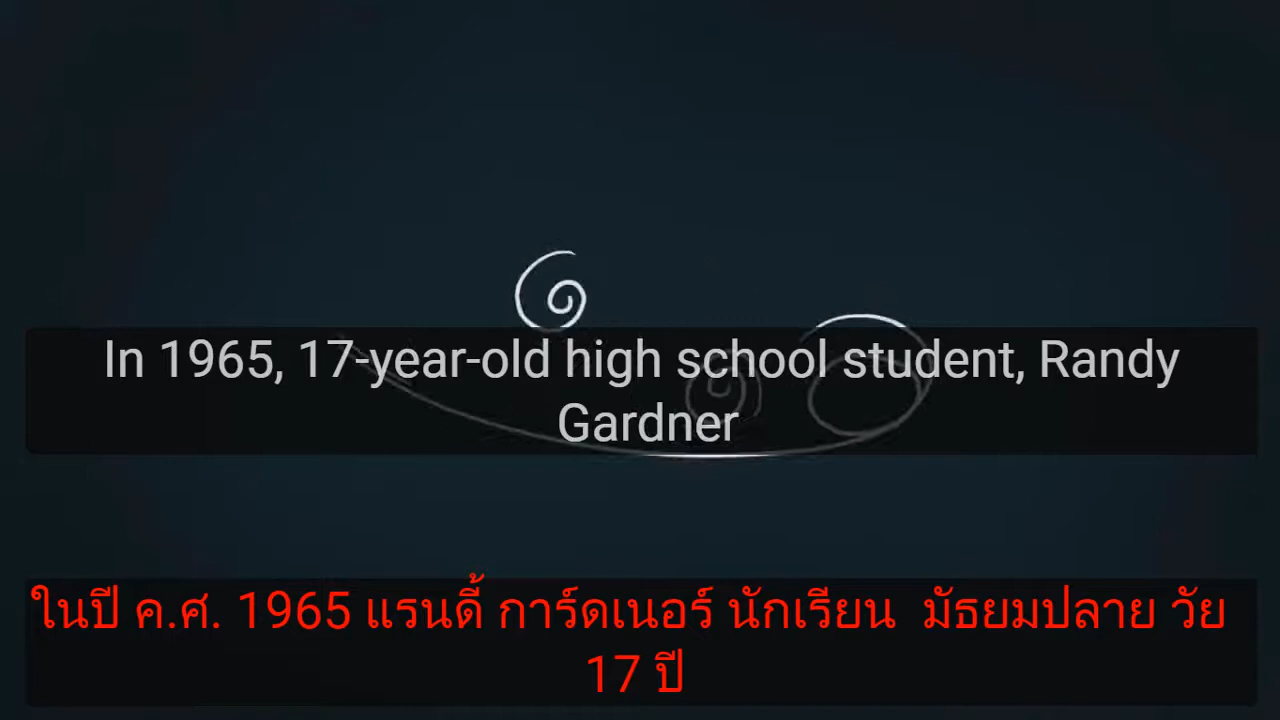 In 1965, 17-year-old high school student, Randy
Gardner
ในปี ค.ศ. 1965 แรนดี้ การ์ดเนอร์ นักเรียน  มัธยมปลาย วัย
17 ปี